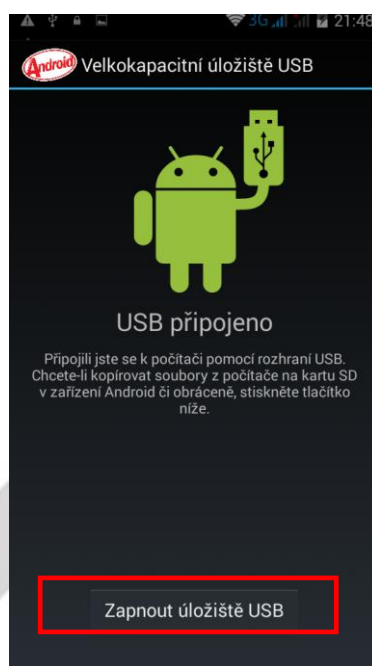 3G 21:48
Android Velkokapacitní úložiště USB
USB připojeno
Připojili jste se k počítači pomocí rozhraní USB.
Chcete-li kopírovat soubory z počítače na kartu SD
v zařízení Android či obráceně, stiskněte tlačítko
níže.
Zapnout úložiště USB